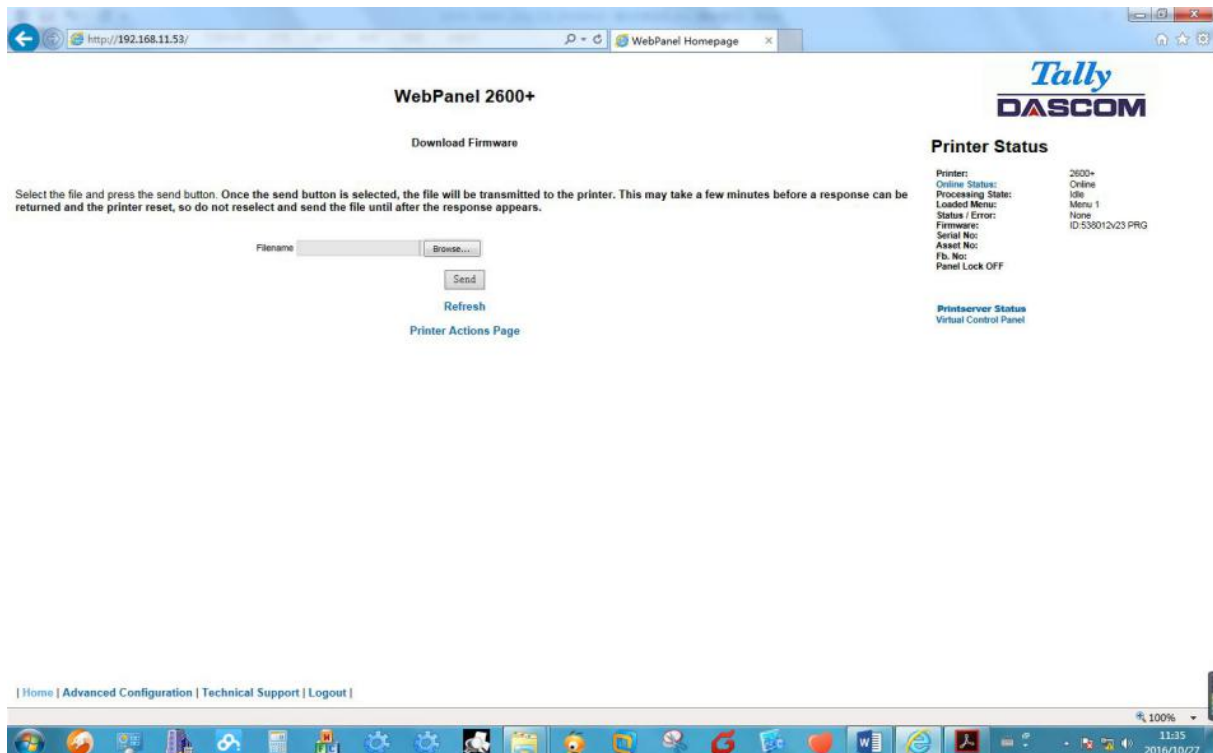 http://192.168.11.53/
WebPanel Homepage
Tally
DASCOM
WebPanel 2600+
Download Firmware
Select the file and press the send button. Once the send button is selected, the file will be transmitted to the printer. This may take a few minutes before a response can be
returned and the printer reset, so do not reselect and send the file until after the response appears.
Filename Browse...
Send
Refresh
Printer Actions Page
Printer Status
Printer: 2600+
Online Status: Online
Processing State: Idle
Loaded Menu: Menu 1
Status / Error: None
Firmware: ID:538012v23 PRG
Serial No:
Asset No:
Fb. No:
Panel Lock OFF
Printserver Status
Virtual Control Panel
| Home | Advanced Configuration | Technical Support | Logout |
100%
11:35
2016/10/27